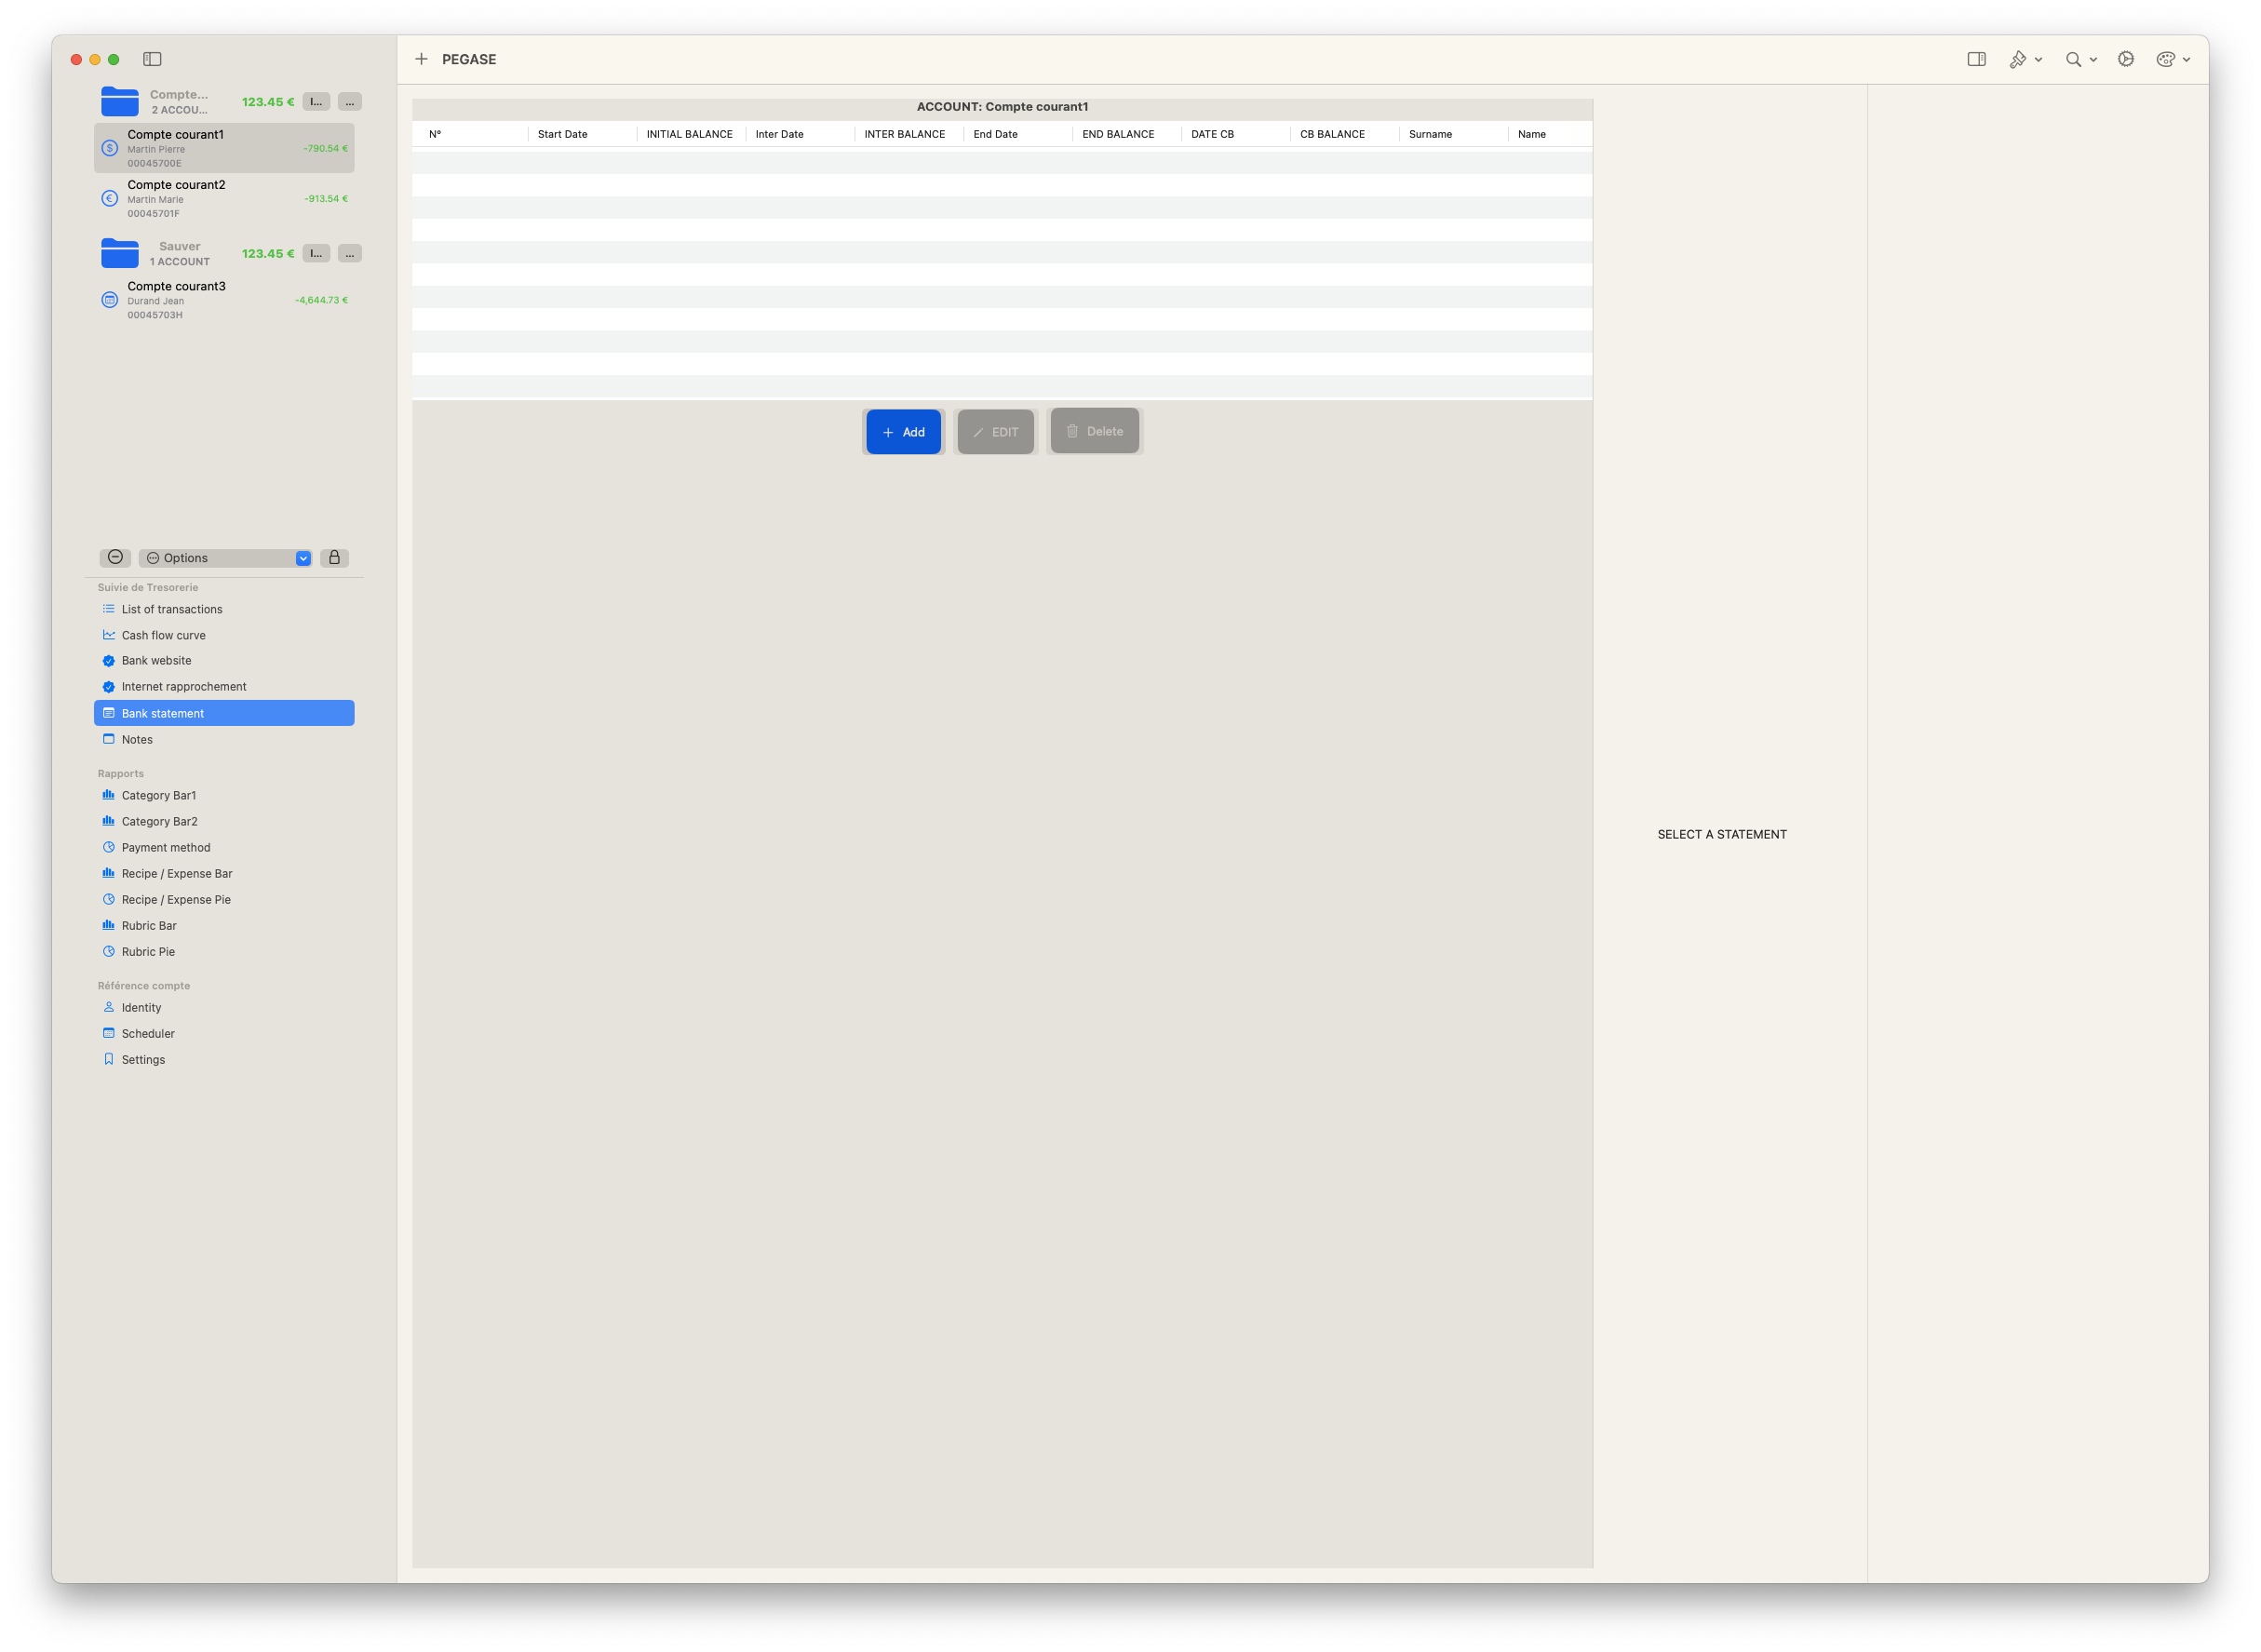 PEGASE
Compte...
2 ACCOU...
123.45 €
I...
...
Compte courant1
Martin Pierre
00045700E
-790.54 €
Compte courant2
Martin Marie
00045701F
-913.54 €
Sauver
1 ACCOUNT
123.45 €
I...
...
Compte courant3
Durand Jean
00045703H
-4,644.73 €
Options
Suivie de Tresorerie
List of transactions
Cash flow curve
Bank website
Internet rapprochement
Bank statement
Notes
Rapports
Category Bar1
Category Bar2
Payment method
Recipe / Expense Bar
Recipe / Expense Pie
Rubric Bar
Rubric Pie
Référence compte
Identity
Scheduler
Settings
ACCOUNT: Compte courant1
N° Start Date INITIAL BALANCE Inter Date INTER BALANCE End Date END BALANCE DATE CB CB BALANCE Surname Name
Add EDIT Delete
SELECT A STATEMENT